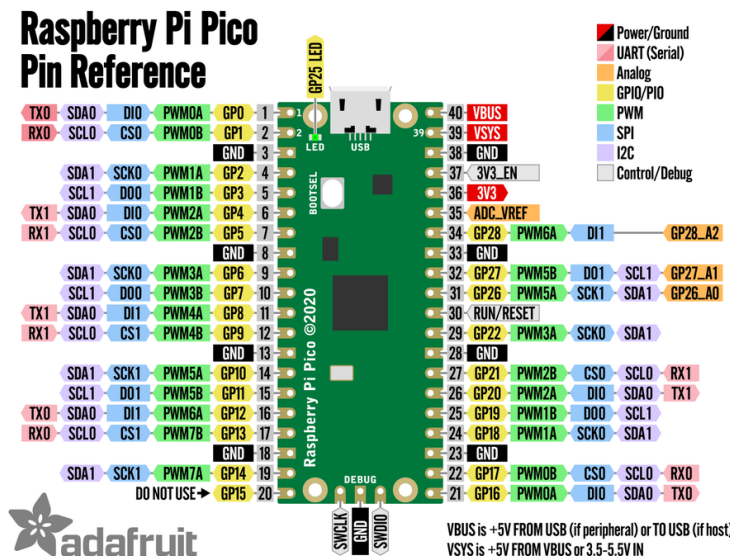 Raspberry Pi Pico
Pin Reference
GP25 LED
Power/Ground
UART (Serial)
Analog
GPIO/PIO
PWM
SPI
I2C
Control/Debug
TX0 SDA0 DI0 PWM0A GP0 1
RX0 SCL0 CS0 PWM0B GP1 2
GND 3
SDA1 SCK0 PWM1A GP2 4
SCL1 DO0 PWM1B GP3 5
TX1 SDA0 DI0 PWM2A GP4 6
RX1 SCL0 CS0 PWM2B GP5 7
GND 8
SDA1 SCK0 PWM3A GP6 9
SCL1 DO0 PWM3B GP7 10
TX1 SDA0 DI1 PWM4A GP8 11
RX1 SCL0 CS1 PWM4B GP9 12
GND 13
SDA1 SCK1 PWM5A GP10 14
SCL1 DO1 PWM5B GP11 15
TX0 SDA0 DI1 PWM6A GP12 16
RX0 SCL0 CS1 PWM7B GP13 17
GND 18
SDA1 SCK1 PWM7A GP14 19
DO NOT USE→ GP15 20
1
2
39
LED
USB
BOOTSEL
Raspberry Pi Pico ©2020
DEBUG
SWCLK
GND
SWDIO
40 VBUS
39 VSYS
38 GND
37 3V3_EN
36 3V3
35 ADC_VREF
34 GP28 PWM6A DI1 GP28_A2
33 GND
32 GP27 PWM5B DO1 SCL1 GP27_A1
31 GP26 PWM5A SCK1 SDA1 GP26_A0
30 RUN/RESET
29 GP22 PWM3A SCK0 SDA1
28 GND
27 GP21 PWM2B CS0 SCL0 RX1
26 GP20 PWM2A DI0 SDA0 TX1
25 GP19 PWM1B DO0 SCL1
24 GP18 PWM1A SCK0 SDA1
23 GND
22 GP17 PWM0B CS0 SCL0 RX0
21 GP16 PWM0A DI0 SDA0 TX0
adafruit
VBUS is +5V FROM USB (if peripheral) or TO USB (if host)
VSYS is +5V FROM VBUS or 3.5-5.5V IN